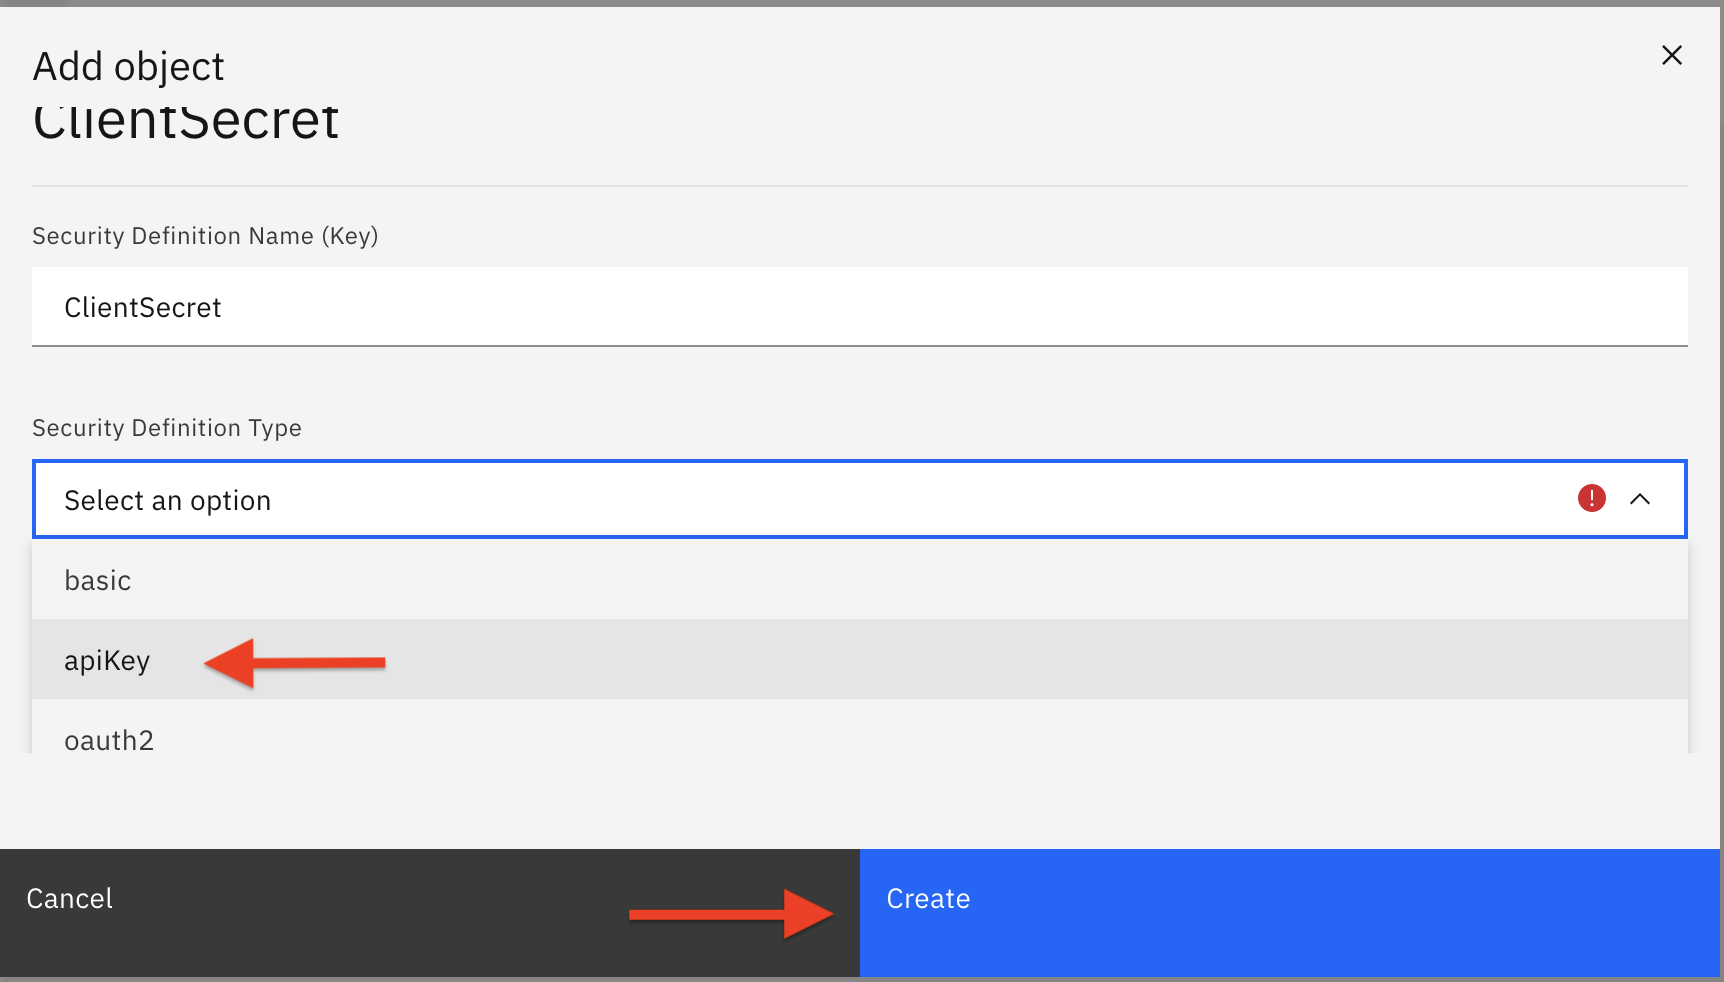 Add object
ClientSecret
Security Definition Name (Key)
ClientSecret
Security Definition Type
Select an option
basic
apiKey
oauth2
Cancel
Create